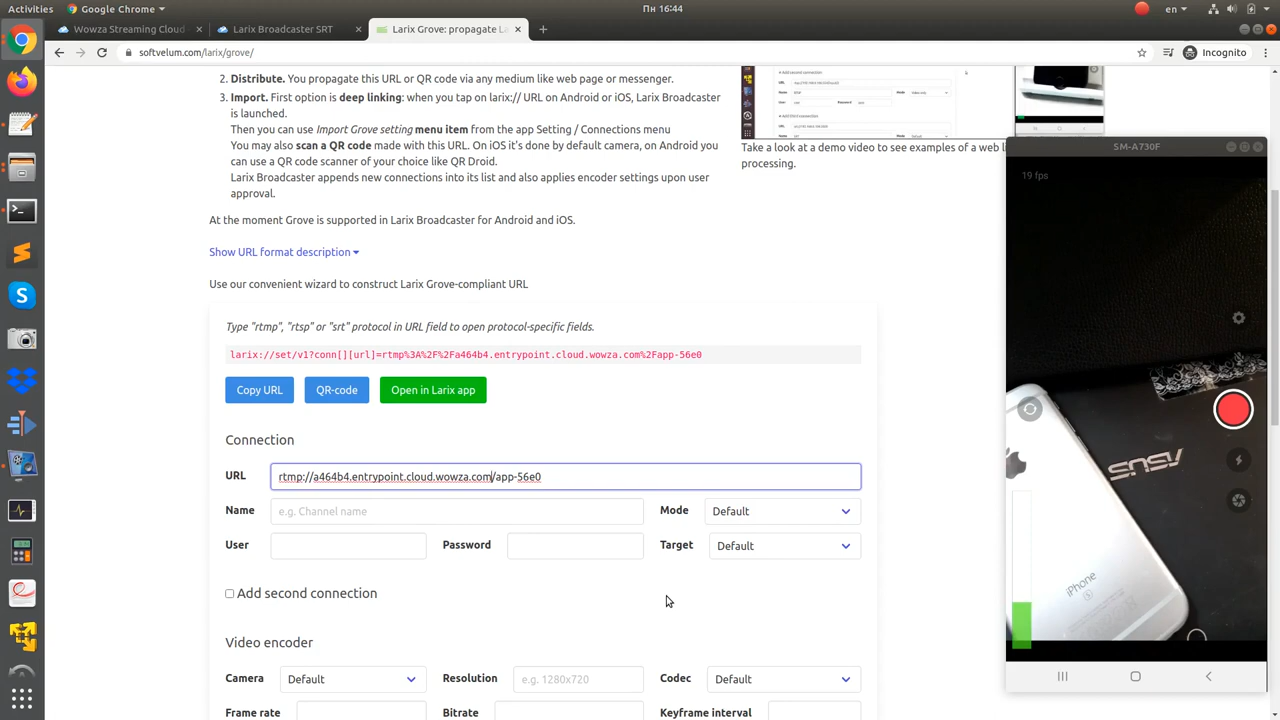 Activities
Google Chrome
Пн 16:44
en
Wowza Streaming Cloud
Larix Broadcaster SRT
Larix Grove: propagate La
softvelum.com/larix/grove/
Incognito
2. Distribute. You propagate this URL or QR code via any medium like web page or messenger.
3. Import. First option is deep linking: when you tap on larix:// URL on Android or iOS, Larix Broadcaster
is launched.
Then you can use Import Grove setting menu item from the app Setting / Connections menu
You may also scan a QR code made with this URL. On iOS it's done by default camera, on Android you
can use a QR code scanner of your choice like QR Droid.
Larix Broadcaster appends new connections into its list and also applies encoder settings upon user
approval.
Take a look at a demo video to see examples of a web li
processing.
At the moment Grove is supported in Larix Broadcaster for Android and iOS.
Show URL format description
Use our convenient wizard to construct Larix Grove-compliant URL
Type "rtmp", "rtsp" or "srt" protocol in URL field to open protocol-specific fields.
larix://set/v1?conn[][url]=rtmp%3A%2F%2Fa464b4.entrypoint.cloud.wowza.com%2Fapp-56e0
Copy URL
QR-code
Open in Larix app
Connection
URL
rtmp://a464b4.entrypoint.cloud.wowza.com/app-56e0
Name
e.g. Channel name
Mode
Default
User
Password
Target
Default
Add second connection
Video encoder
Camera
Default
Resolution
e.g. 1280x720
Codec
Default
Frame rate
Bitrate
Keyframe interval
SM-A730F
19 fps
ASUS
iPhone
S